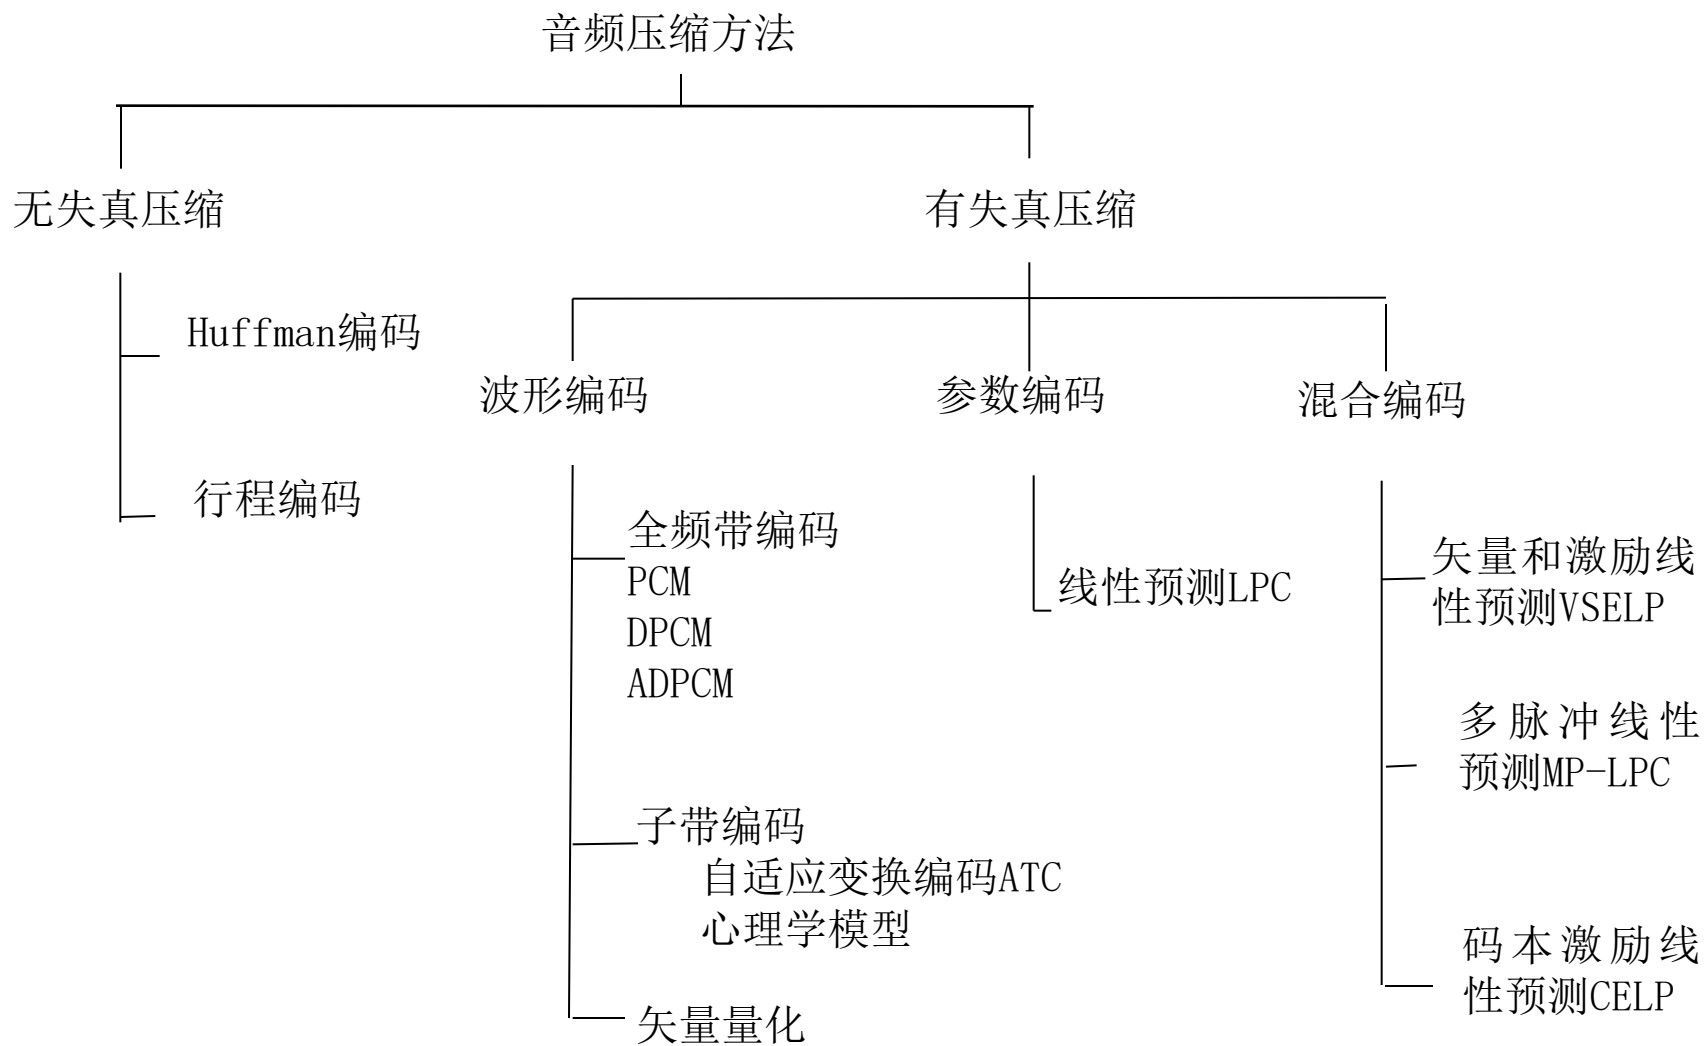 音频压缩方法
无失真压缩
有失真压缩
Huffman编码
行程编码
波形编码
参数编码
混合编码
全频带编码
PCM
DPCM
ADPCM
子带编码
自适应变换编码ATC
心理学模型
矢量量化
线性预测LPC
矢量和激励线
性预测VSELP
多脉冲线性
预测MP-LPC
码本激励线
性预测CELP